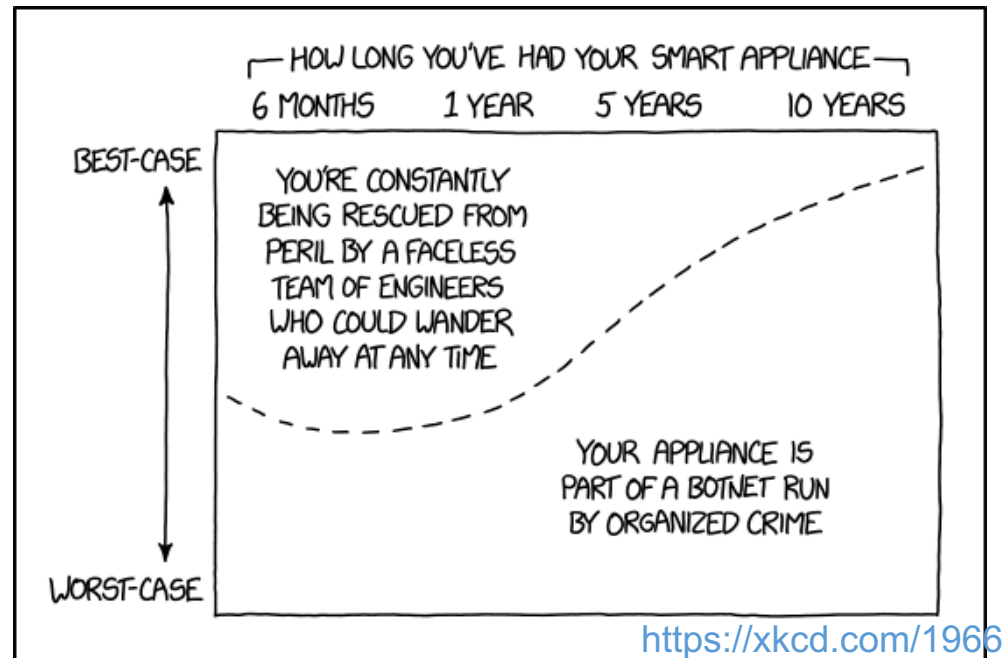 HOW LONG YOU'VE HAD YOUR SMART APPLIANCE
6 MONTHS 1 YEAR 5 YEARS 10 YEARS
BEST-CASE
YOU'RE CONSTANTLY
BEING RESCUED FROM
PERIL BY A FACELESS
TEAM OF ENGINEERS
WHO COULD WANDER
AWAY AT ANY TIME
YOUR APPLIANCE IS
PART OF A BOTNET RUN
BY ORGANIZED CRIME
WORST-CASE
https://xkcd.com/1966